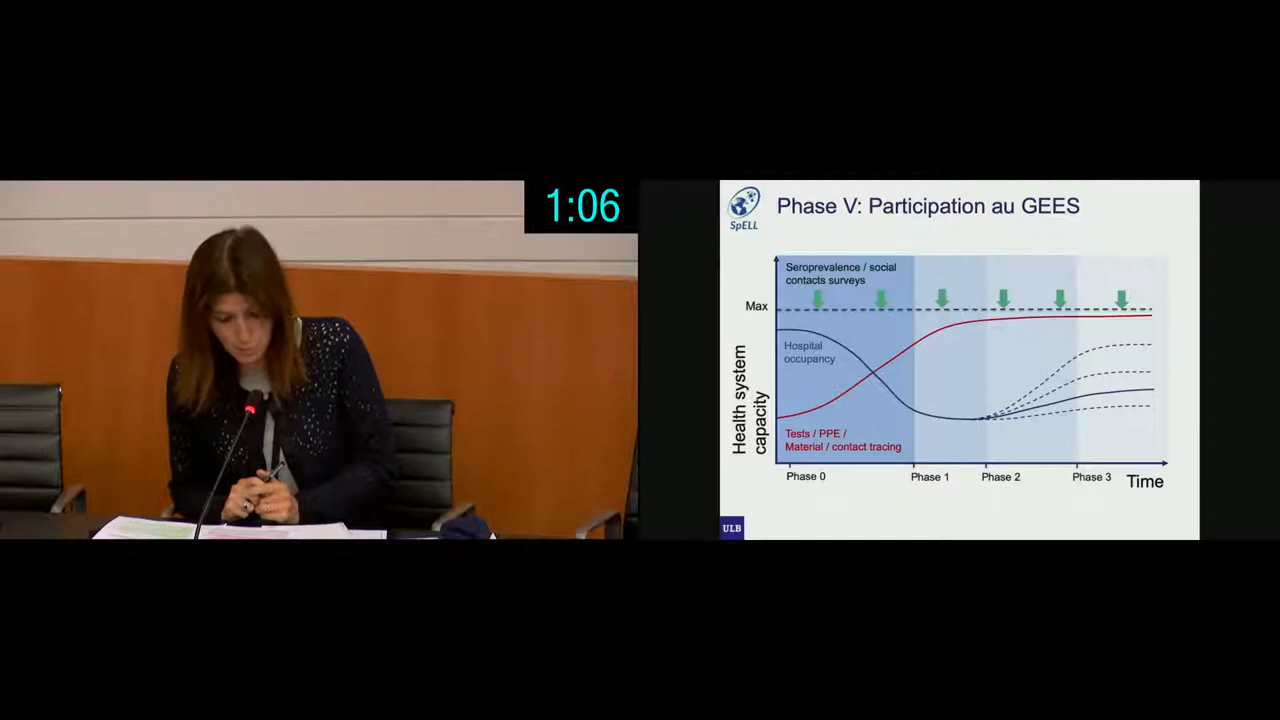 1:06
SpELL
Phase V: Participation au GEES
Seroprevalence / social
contacts surveys
Max
Hospital
occupancy
Health system
capacity
Tests / PPE /
Material / contact tracing
Phase 0
Phase 1
Phase 2
Phase 3
Time
ULB